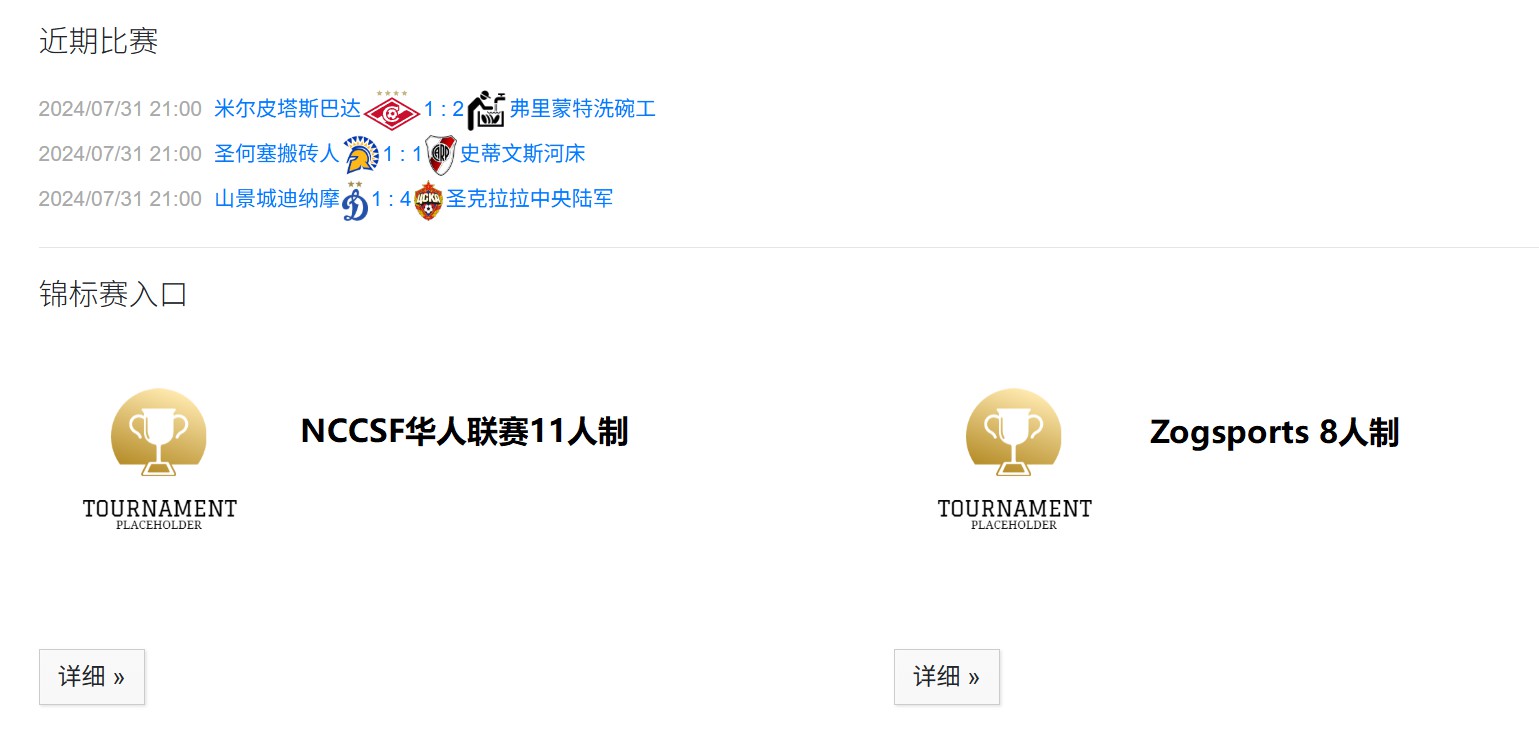 近期比赛
2024/07/31 21:00 米尔皮塔斯巴达 1 : 2 弗里蒙特洗碗工
2024/07/31 21:00 圣何塞搬砖人 1 : 1 CARP 史蒂文斯河床
2024/07/31 21:00 山景城迪纳摩 1 : 4 ЦСКА 圣克拉拉中央陆军
锦标赛入口
NCCSF华人联赛11人制
TOURNAMENT
PLACEHOLDER
详细 »
Zogsports 8人制
TOURNAMENT
PLACEHOLDER
详细 »